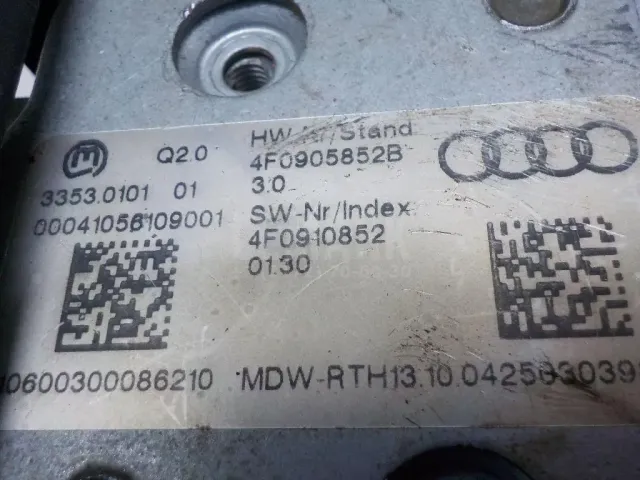 M
Q2.0
3353.0101 01
00041056109001
HW-Nr/Stand
4F0905852B
3.0
SW-Nr/Index
4F0910852
0130
10600300086210 MDW-RTH13.10.042503039